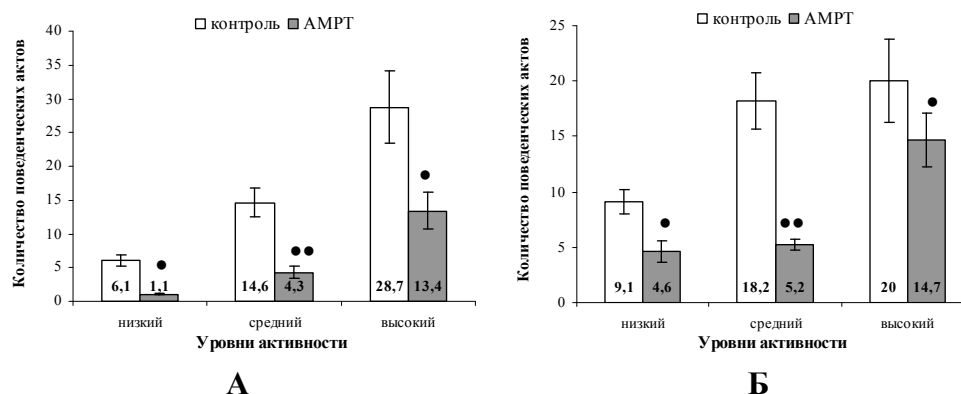 контроль АМРТ
Количество поведенческих актов
40
35
30
25
20
15
10
5
0
6,1 1,1 14,6 4,3 28,7 13,4
низкий средний высокий
Уровни активности
А
контроль АМРТ
Количество поведенческих актов
25
20
15
10
5
0
9,1 4,6 18,2 5,2 20 14,7
низкий средний высокий
Уровни активности
Б